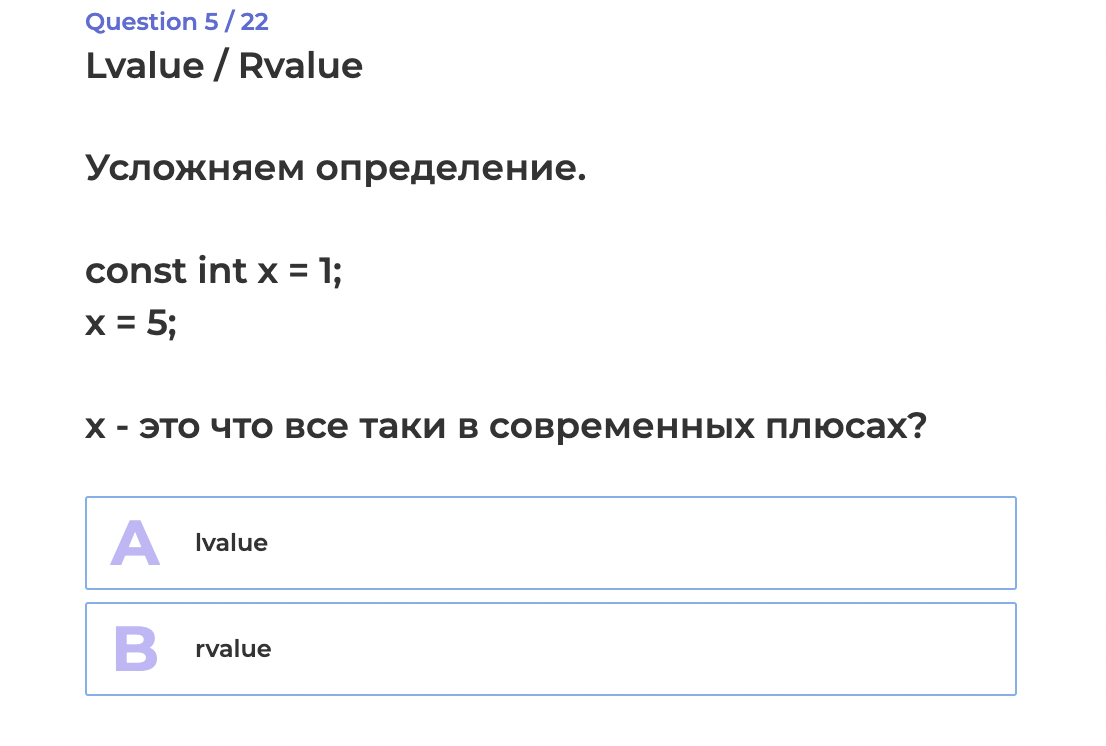 Question 5 / 22
Lvalue / Rvalue
Усложняем определение.
const int x = 1;
x = 5;
x - это что все таки в современных плюсах?
A lvalue
B rvalue